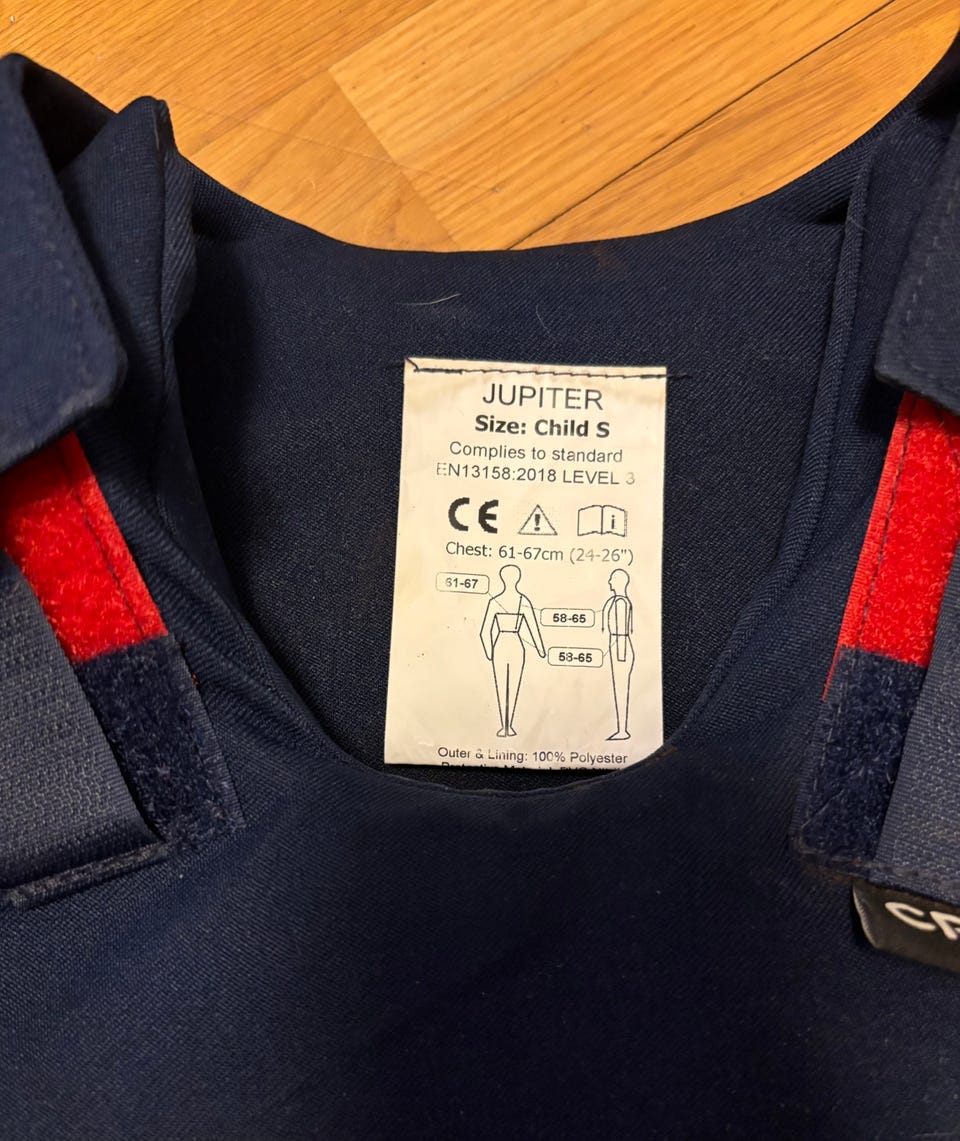 JUPITER
Size: Child S
Complies to standard
EN13158:2018 LEVEL 3
CE
Chest: 61-67cm (24-26")
61-67
58-65
58-65
Outer & Lining: 100% Polyester